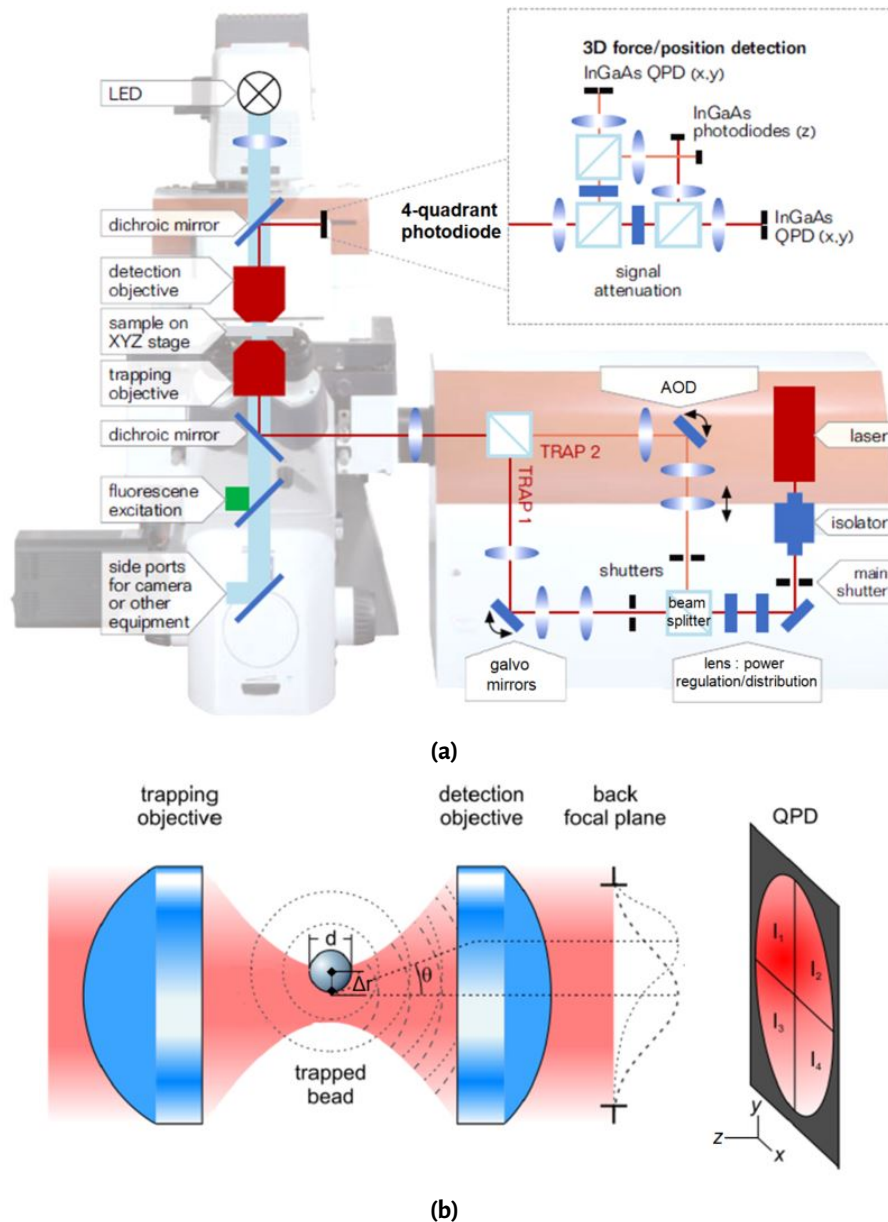 LED
dichroic mirror
detection
objective
sample on
XYZ stage
trapping
objective
dichroic mirror
fluorescene
excitation
side ports
for camera
or other
equipment
3D force/position detection
InGaAs QPD (x,y)
InGaAs
photodiodes (z)
4-quadrant
photodiode
InGaAs
QPD (x,y)
signal
attenuation
AOD
laser
TRAP 2
TRAP 1
isolator
shutters
main
shutter
beam
splitter
galvo
mirrors
lens : power
regulation/distribution
(a)
trapping
objective
detection
objective
back
focal plane
QPD
d
Δr
θ
trapped
bead
I₁
I₂
I₃
I₄
y
z
x
(b)